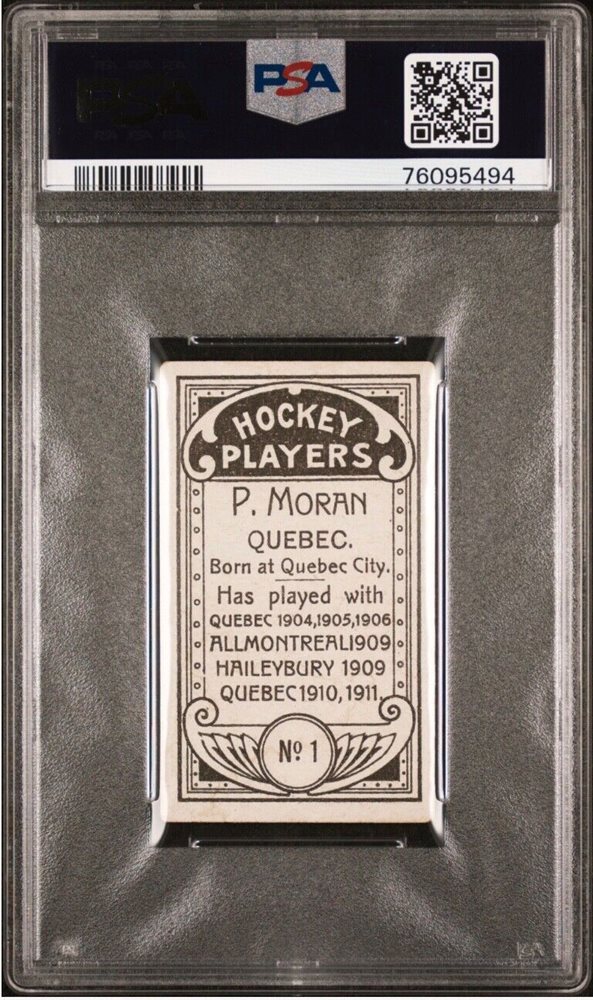 PSA
76095494
HOCKEY
PLAYERS
P. MORAN
QUEBEC.
Born at Quebec City.
Has played with
QUEBEC 1904,1905,1906
ALLMONTREAL1909
HAILEYBURY 1909
QUEBEC1910,1911.
Nº 1